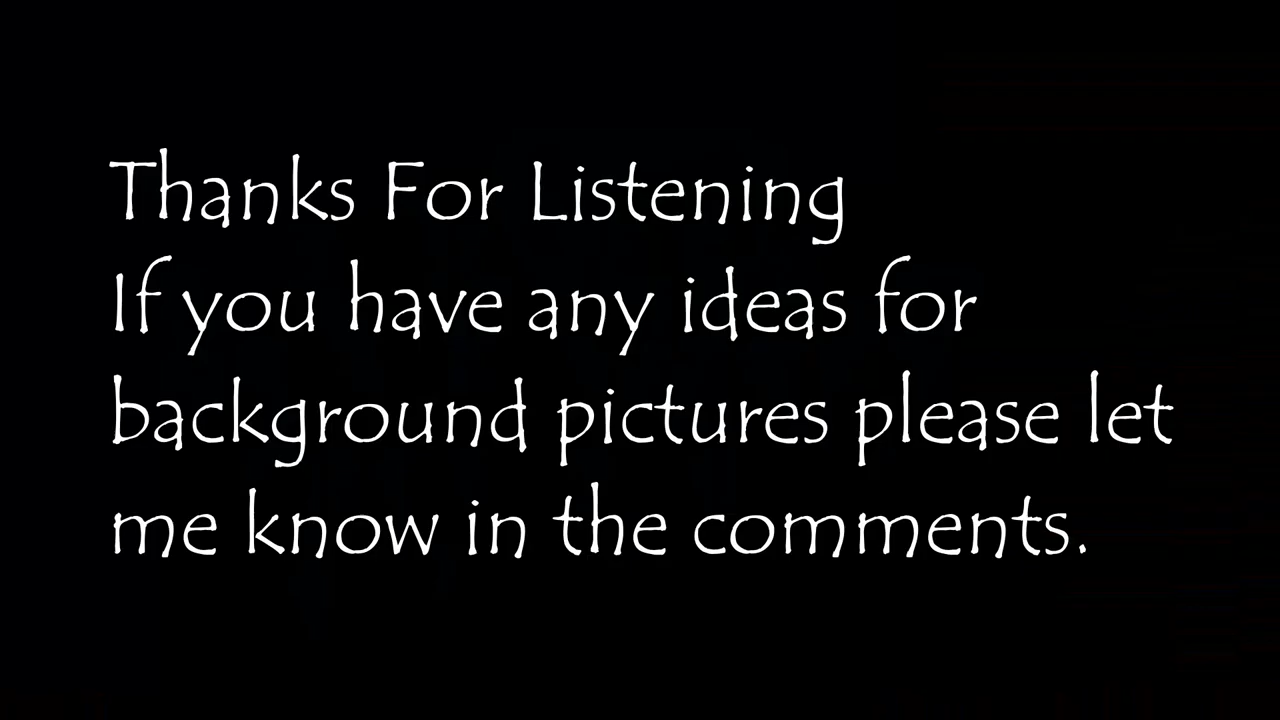 Thanks For Listening
If you have any ideas for
background pictures please let
me know in the comments.